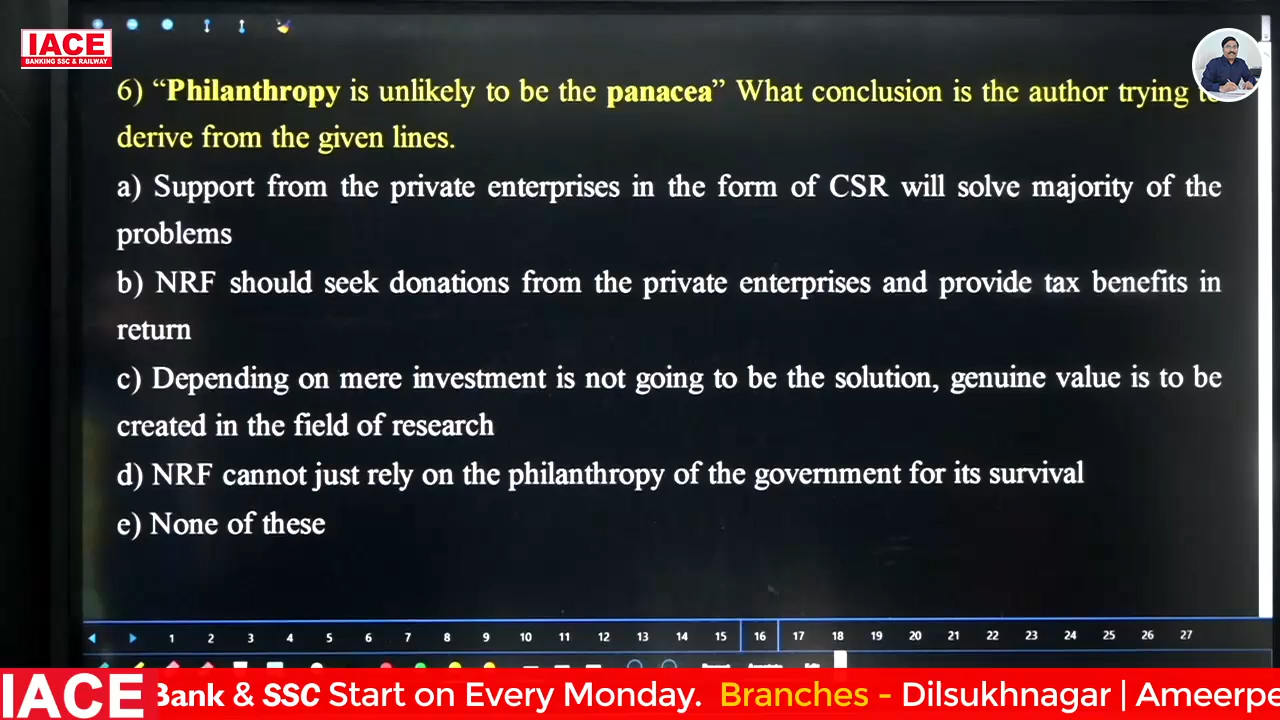 IACE
BANKING SSC & RAILWAY
6) “Philanthropy is unlikely to be the panacea” What conclusion is the author trying
derive from the given lines.
a) Support from the private enterprises in the form of CSR will solve majority of the
problems
b) NRF should seek donations from the private enterprises and provide tax benefits in
return
c) Depending on mere investment is not going to be the solution, genuine value is to be
created in the field of research
d) NRF cannot just rely on the philanthropy of the government for its survival
e) None of these
1 2 3 4 5 6 7 8 9 10 11 12 13 14 15 16 17 18 19 20 21 22 23 24 25 26 27
IACE Bank & SSC Start on Every Monday. Branches - Dilsukhnagar | Ameerpe